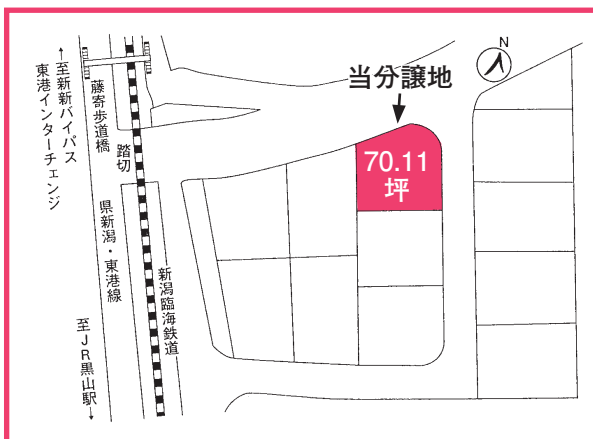 N
当分譲地
70.11
坪
←至新新バイパス
東港インターチェンジ
藤寄歩道橋
踏切
県新潟・東港線
新潟臨海鉄道
至JR黒山駅→